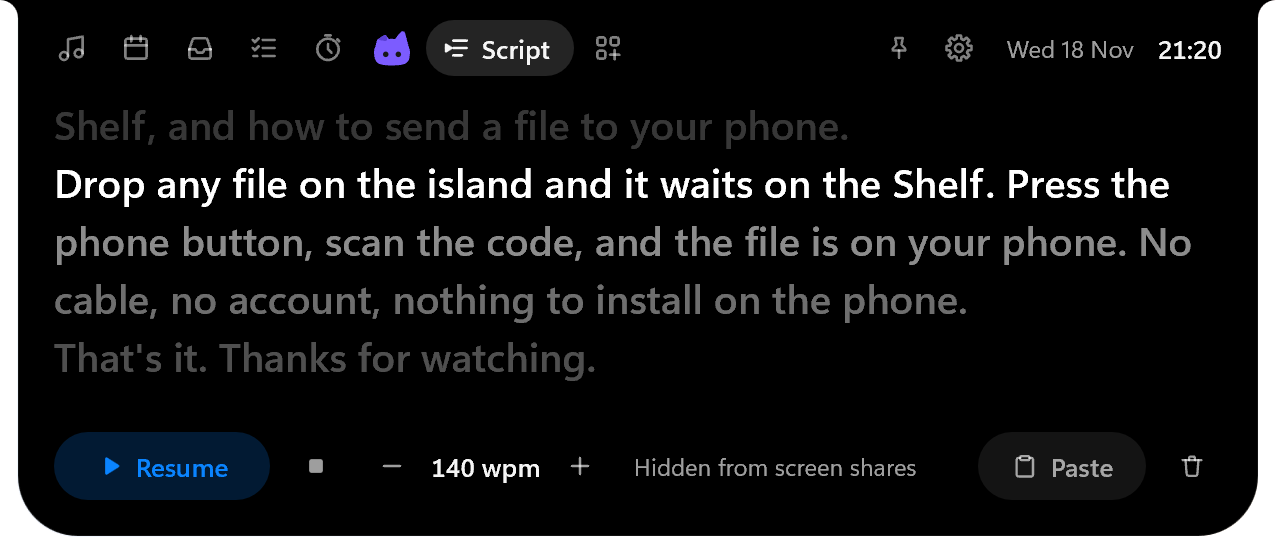 Script
Wed 18 Nov
21:20
Shelf, and how to send a file to your phone.
Drop any file on the island and it waits on the Shelf. Press the
phone button, scan the code, and the file is on your phone. No
cable, no account, nothing to install on the phone.
That's it. Thanks for watching.
Resume
140 wpm
Hidden from screen shares
Paste